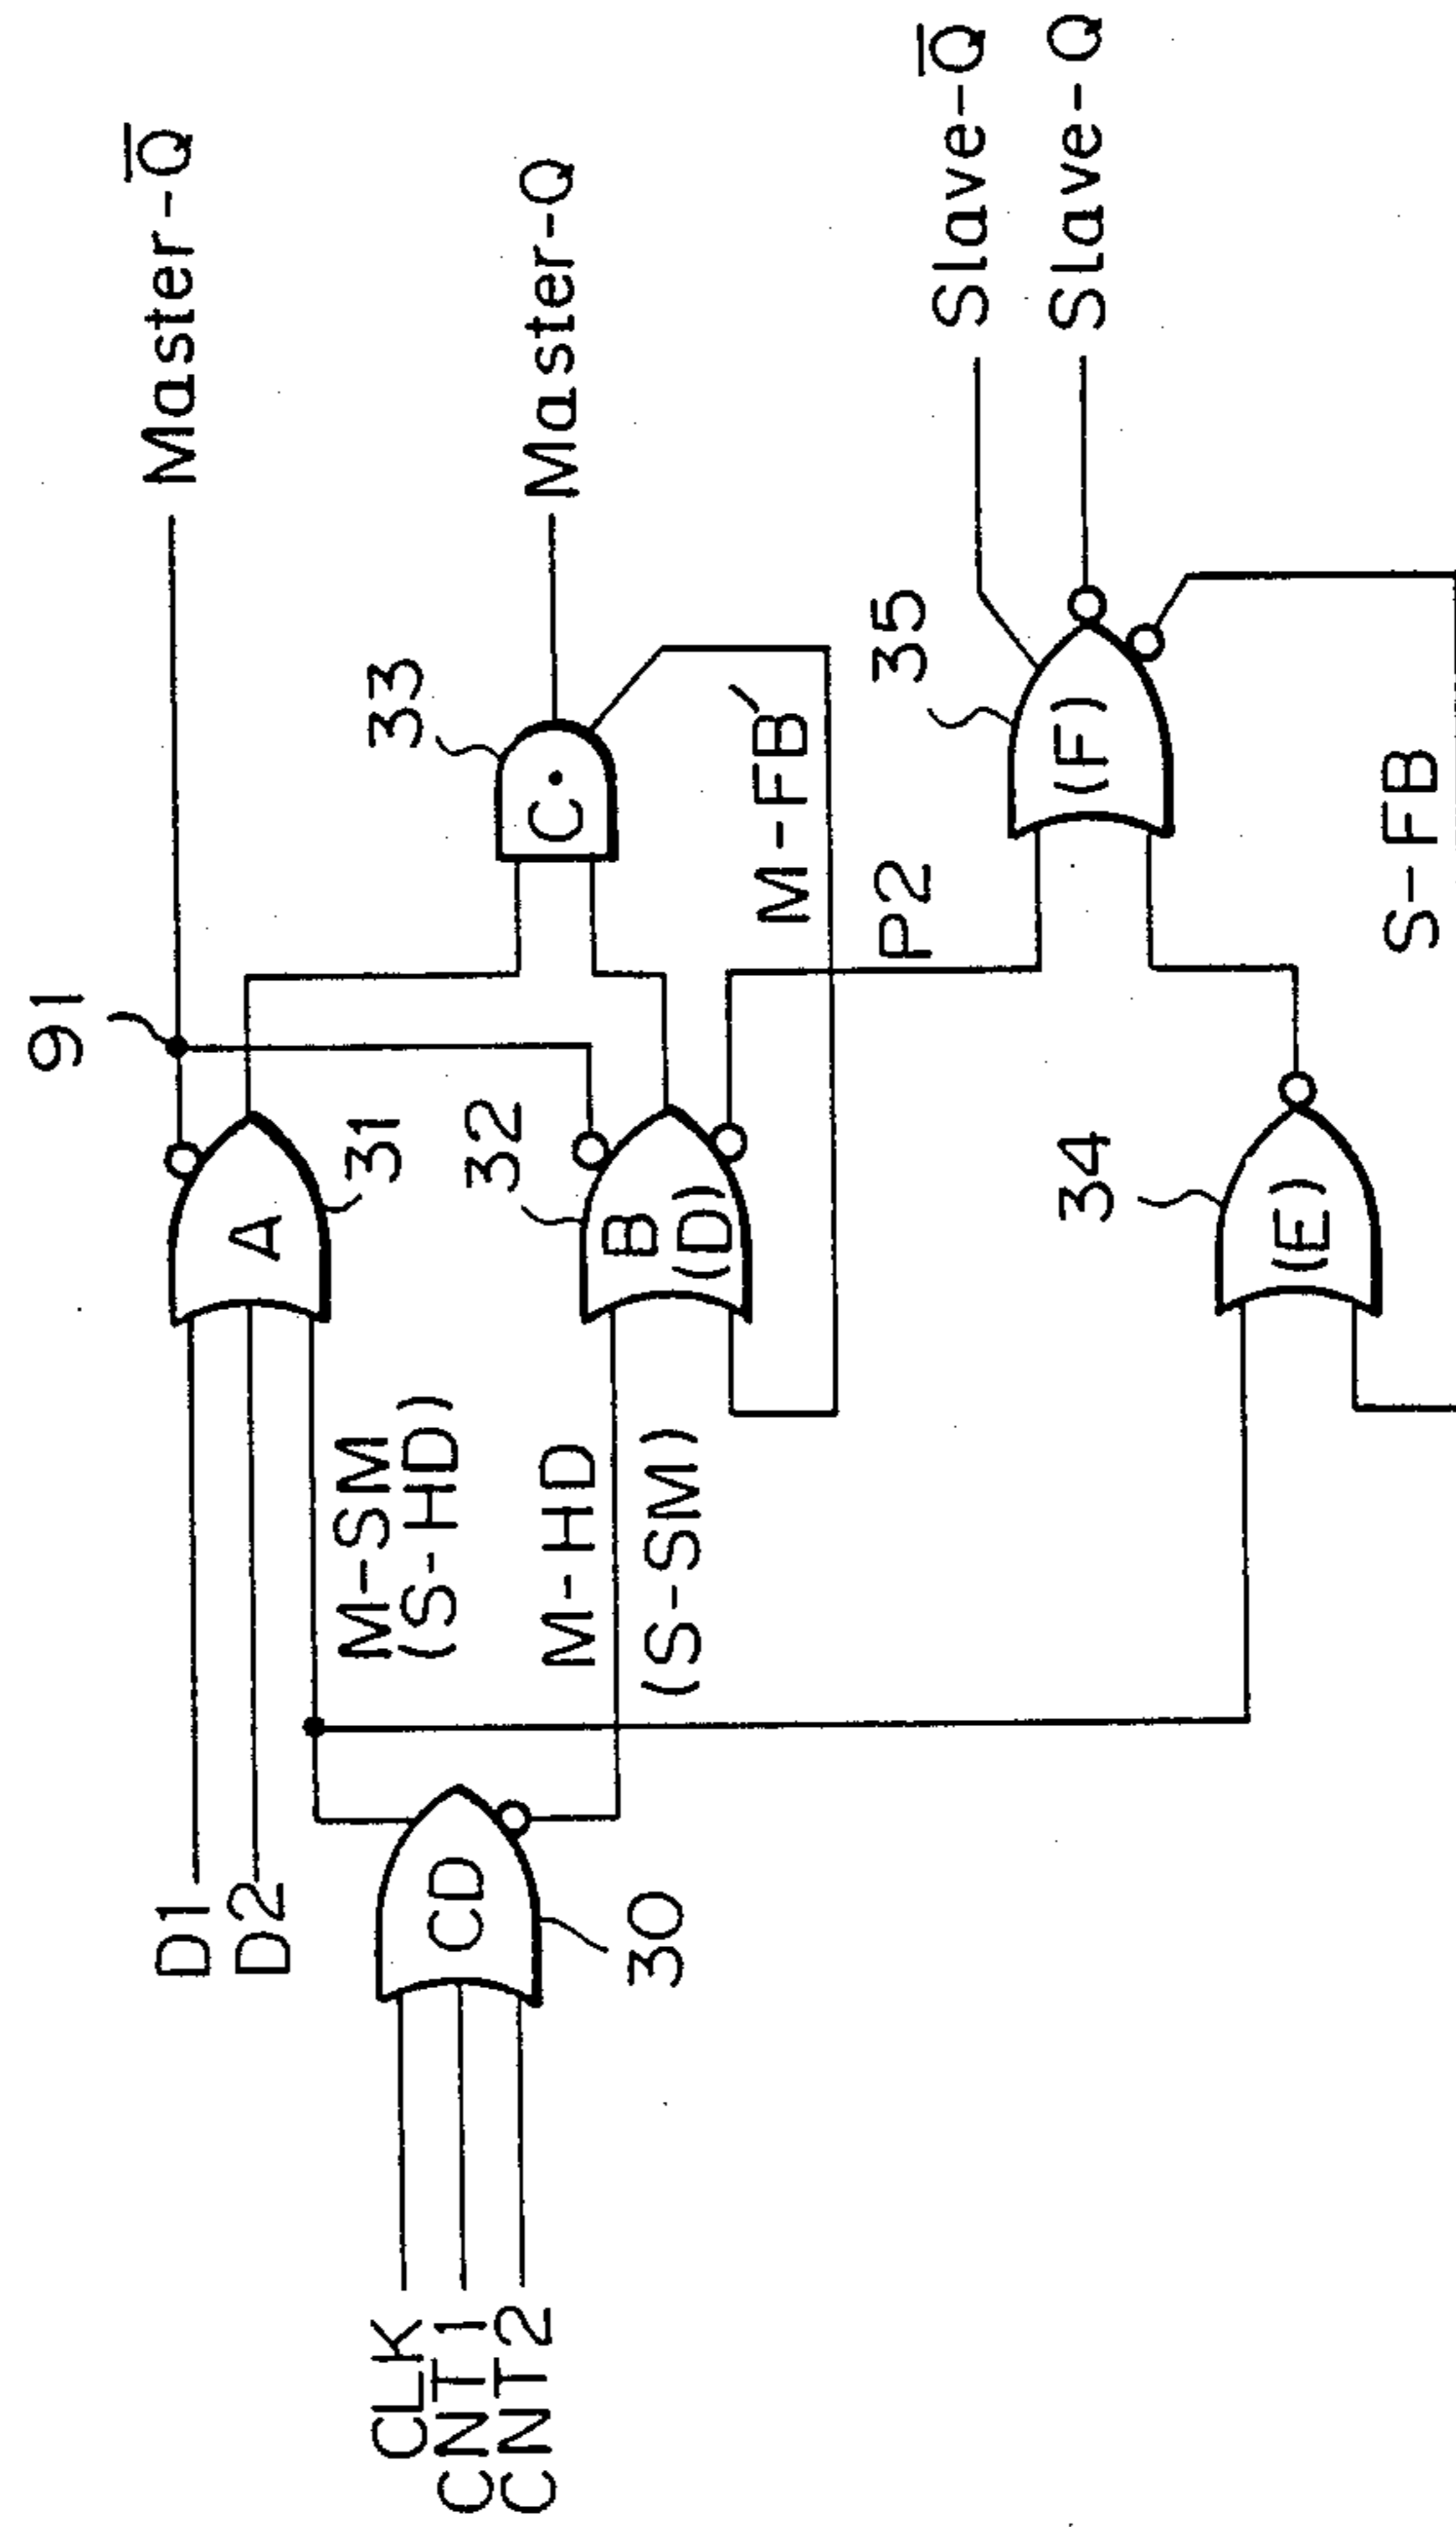 91
Master-Q̅
D1
D2
A
31
M-SM
(S-HD)
33
C
Master-Q
CLK
CNT1
CNT2
CD
30
M-HD
(S-SM)
32
B
(D)
M-FB
P2
35
(F)
Slave-Q̅
Slave-Q
34
(E)
S-FB